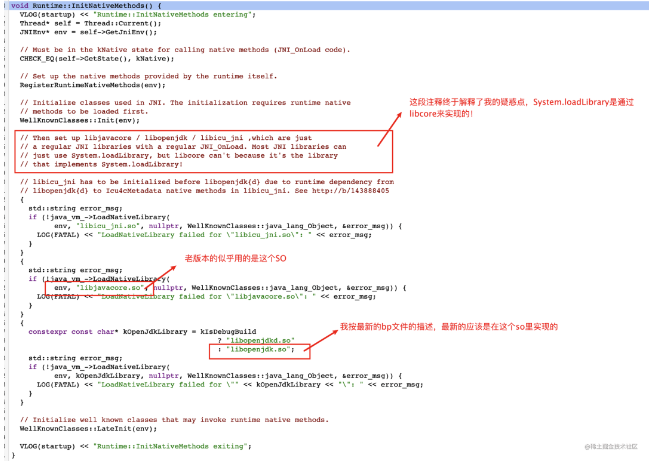 void Runtime::InitNativeMethods() {
VLOG(startup) << "Runtime::InitNativeMethods entering";
Thread* self = Thread::Current();
JNIEnv* env = self->GetJniEnv();
// Must be in the kNative state for calling native methods (JNI_OnLoad code).
CHECK_EQ(self->GetState(), kNative);
// Set up the native methods provided by the runtime itself.
RegisterRuntimeNativeMethods(env);
// Initialize classes used in JNI. The initialization requires runtime native
// methods to be loaded first.
WellKnownClasses::Init(env);
这段注释终于解释了我的疑惑点，System.loadLibrary是通过
libcore来实现的!
// Then set up libjavacore / libopenjdk / libicu_jni ,which are just
// a regular JNI libraries with a regular JNI_OnLoad. Most JNI libraries can
// just use System.loadLibrary, but libcore can't because it's the library
// that implements System.loadLibrary!
// libicu_jni has to be initialized before libopenjdk{d} due to runtime dependency from
// libopenjdk{d} to Icu4cMetadata native methods in libicu_jni. See http://b/143888405
{
std::string error_msg;
if (!java_vm_->LoadNativeLibrary(
env, "libicu_jni.so", nullptr, WellKnownClasses::java_lang_Object, &error_msg)) {
LOG(FATAL) << "LoadNativeLibrary failed for \"libicu_jni.so\": " << error_msg;
}
}
{
老版本的似乎用的是这个SO
std::string error_msg;
if (!java_vm_->LoadNativeLibrary(
env, "libjavacore.so", nullptr, WellKnownClasses::java_lang_Object, &error_msg)) {
LOG(FATAL) << "LoadNativeLibrary failed for \"libjavacore.so\": " << error_msg;
}
}
{
constexpr const char* kOpenJdkLibrary = kIsDebugBuild
我按最新的bp文件的描述，最新的应该是在这个so里实现的
? "libopenjdkd.so"
: "libopenjdk.so";
std::string error_msg;
if (!java_vm_->LoadNativeLibrary(
env, kOpenJdkLibrary, nullptr, WellKnownClasses::java_lang_Object, &error_msg)) {
LOG(FATAL) << "LoadNativeLibrary failed for \"" << kOpenJdkLibrary << "\": " << error_msg;
}
}
// Initialize well known classes that may invoke runtime native methods.
WellKnownClasses::LateInit(env);
VLOG(startup) << "Runtime::InitNativeMethods exiting";
}
@稀土掘金技术社区